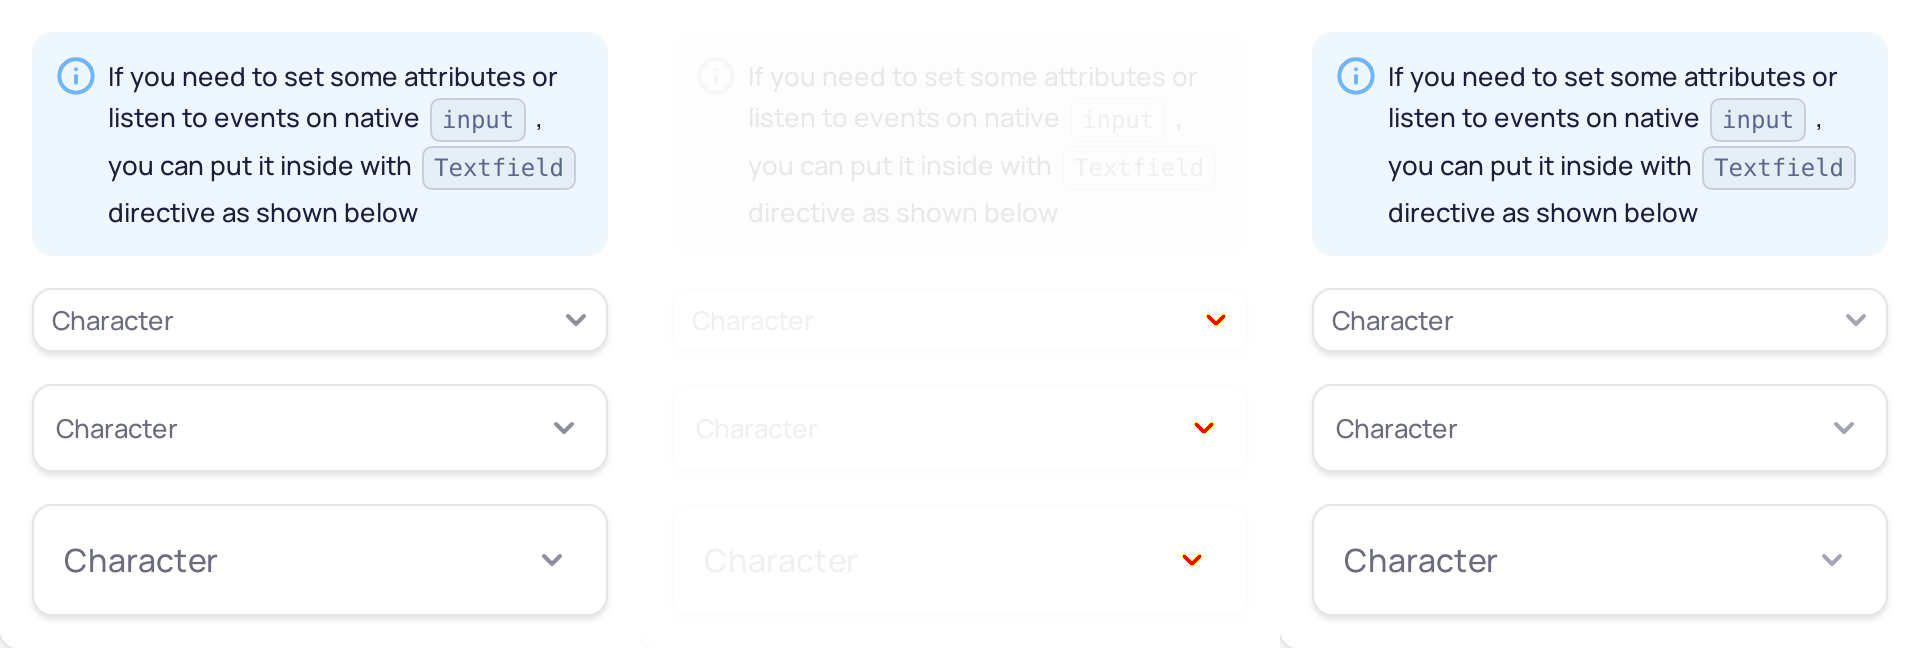 If you need to set some attributes or
listen to events on native input ,
you can put it inside with Textfield
directive as shown below
Character
Character
Character
If you need to set some attributes or
listen to events on native input ,
you can put it inside with Textfield
directive as shown below
Character
Character
Character
If you need to set some attributes or
listen to events on native input ,
you can put it inside with Textfield
directive as shown below
Character
Character
Character